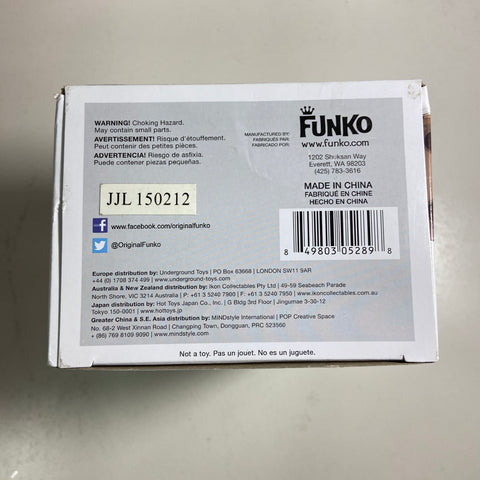 WARNING! Choking Hazard.
May contain small parts.
AVERTISSEMENT! Risque d'étouffement.
Peut contenir des petites pièces.
ADVERTENCIA! Riesgo de asfixia.
Puede contener piezas pequeñas.
JJL 150212
www.facebook.com/originalfunko
@OriginalFunko
MANUFACTURED BY:
FABRIQUÉS PAR:
FABRICADO POR:
FUNKO
www.funko.com
1202 Shuksan Way
Everett, WA 98203
(425) 783-3616
MADE IN CHINA
FABRIQUÉ EN CHINE
HECHO EN CHINA
8 49803 05289 8
Europe distribution by: Underground Toys | PO Box 63668 | LONDON SW11 9AR
+44 (0) 1708 374 499 | www.underground-toys.com
Australia & New Zealand distribution by: Ikon Collectables Pty Ltd | 49-59 Seabeach Parade
North Shore, VIC 3214 Australia | P: +61 3 5240 7900 | F: +61 3 5240 7950 | www.ikoncollectables.com.au
Japan distribution by: Hot Toys Japan Co., Inc. | G Bldg 3rd Floor | Jingumae 3-30-12
Tokyo 150-0001 | www.hottoys.jp
Greater China & S.E. Asia distribution by: MINDstyle International | POP Creative Space
No. 68-2 West Xinnan Road | Changping Town, Dongguan, PRC 523560
+ (86) 769 8109 9090 | www.mindstyle.com
Not a toy. Pas un jouet. No es un juguete.